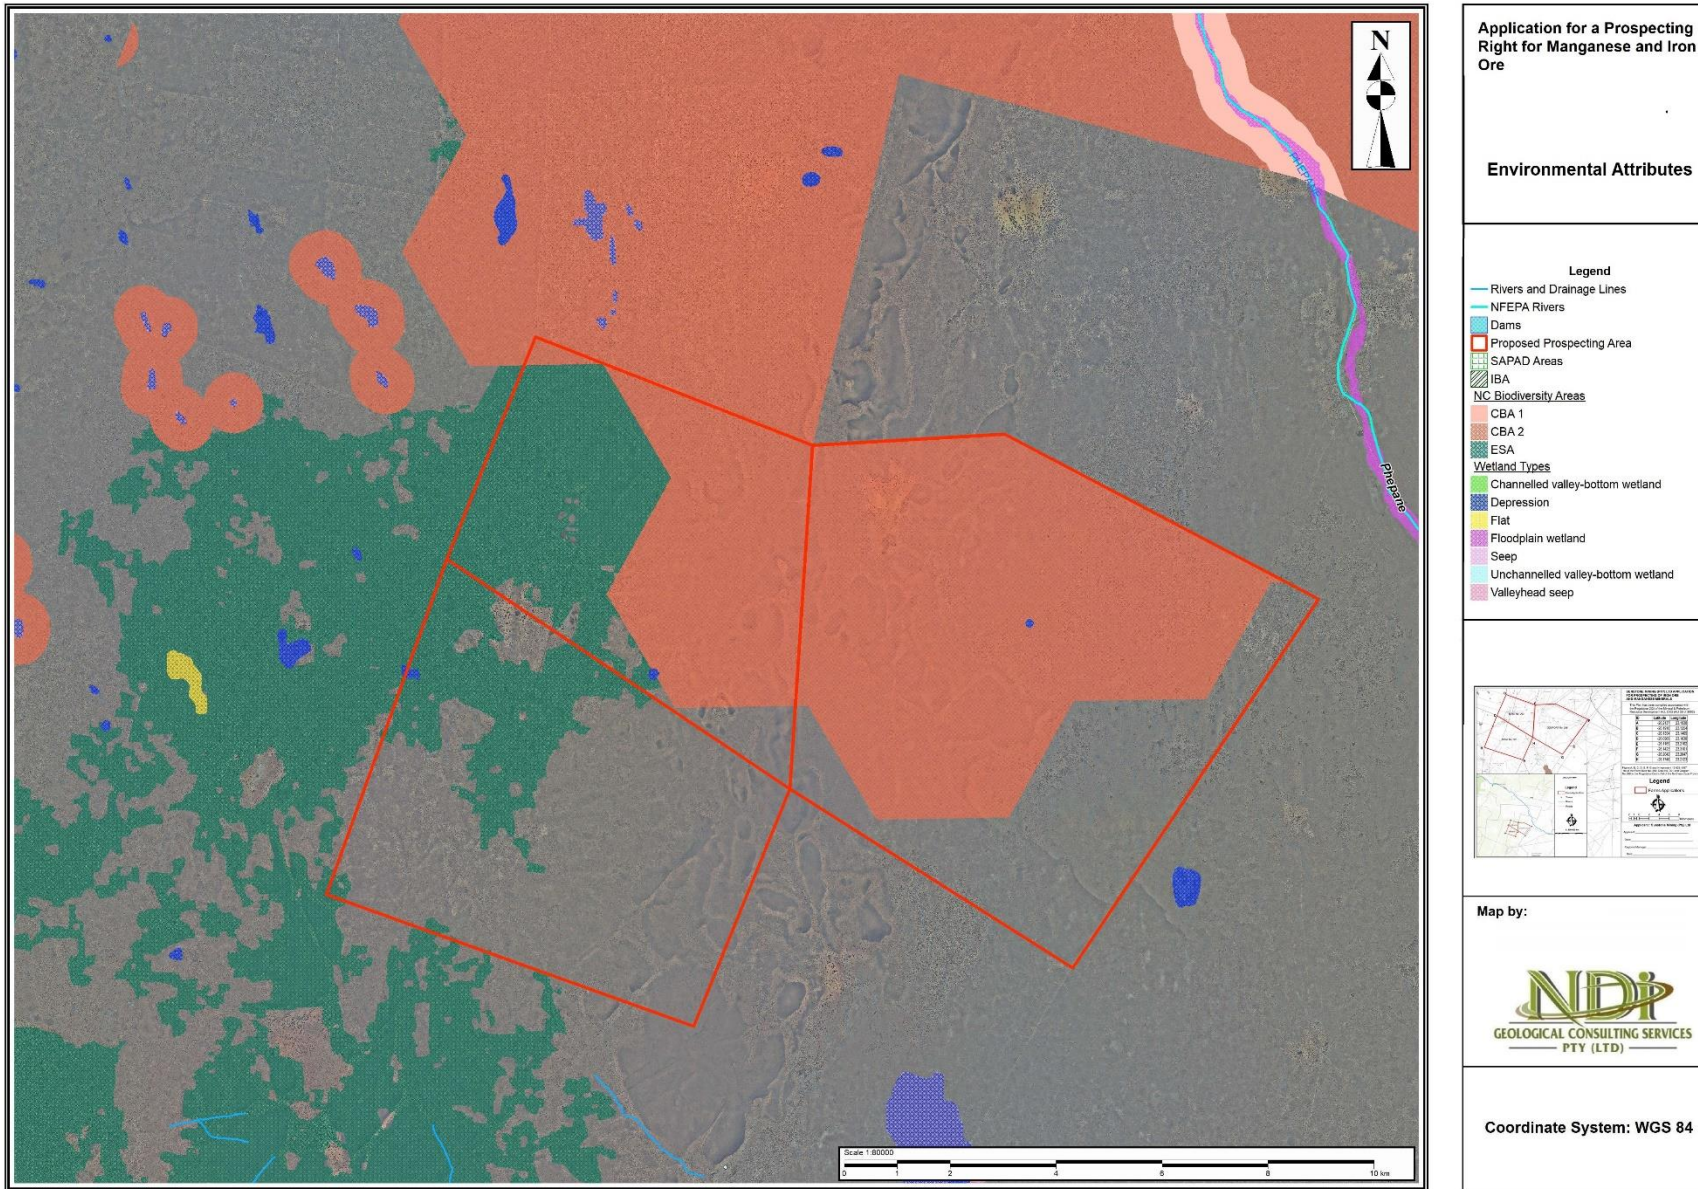 N
PHEPANE
Phepane
Scale 1:80000
0 1 2 4 6 8 10 km
Application for a Prospecting
Right for Manganese and Iron
Ore
Environmental Attributes
Legend
Rivers and Drainage Lines
NFEPA Rivers
Dams
Proposed Prospecting Area
SAPAD Areas
IBA
NC Biodiversity Areas
CBA 1
CBA 2
ESA
Wetland Types
Channelled valley-bottom wetland
Depression
Flat
Floodplain wetland
Seep
Unchannelled valley-bottom wetland
Valleyhead seep
Legend
Map by:
NDi
GEOLOGICAL CONSULTING SERVICES
PTY (LTD)
Coordinate System: WGS 84